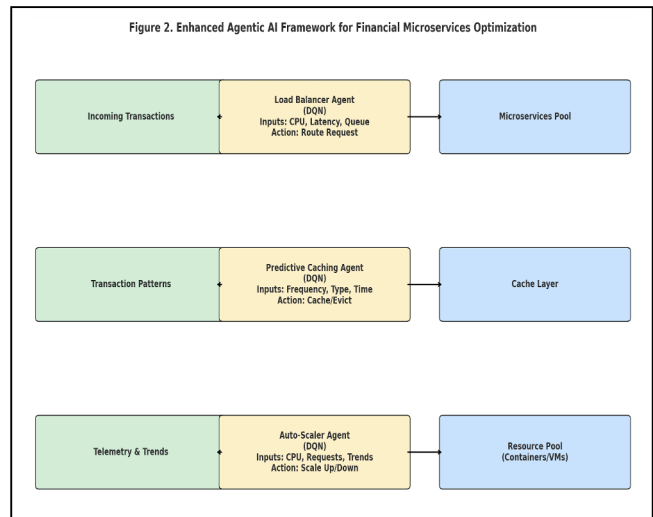 Figure 2. Enhanced Agentic AI Framework for Financial Microservices Optimization
Incoming Transactions
Load Balancer Agent
(DQN)
Inputs: CPU, Latency, Queue
Action: Route Request
Microservices Pool
Transaction Patterns
Predictive Caching Agent
(DQN)
Inputs: Frequency, Type, Time
Action: Cache/Evict
Cache Layer
Telemetry & Trends
Auto-Scaler Agent
(DQN)
Inputs: CPU, Requests, Trends
Action: Scale Up/Down
Resource Pool
(Containers/VMs)